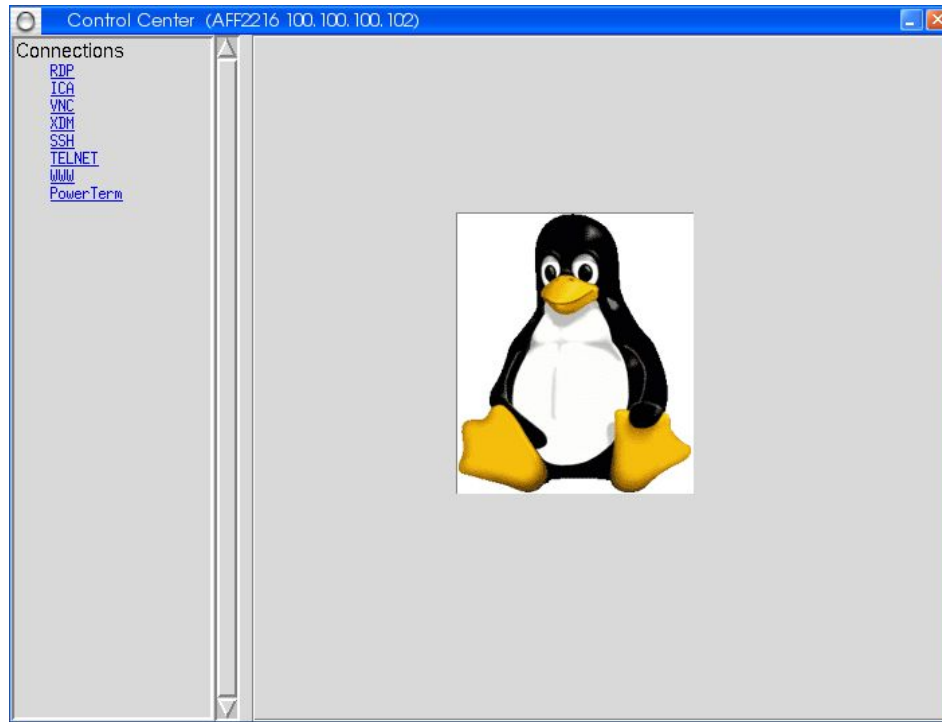 Control Center (AFF2216 100.100.100.102)
Connections
RDP
ICA
VNC
XDM
SSH
TELNET
WWW
PowerTerm